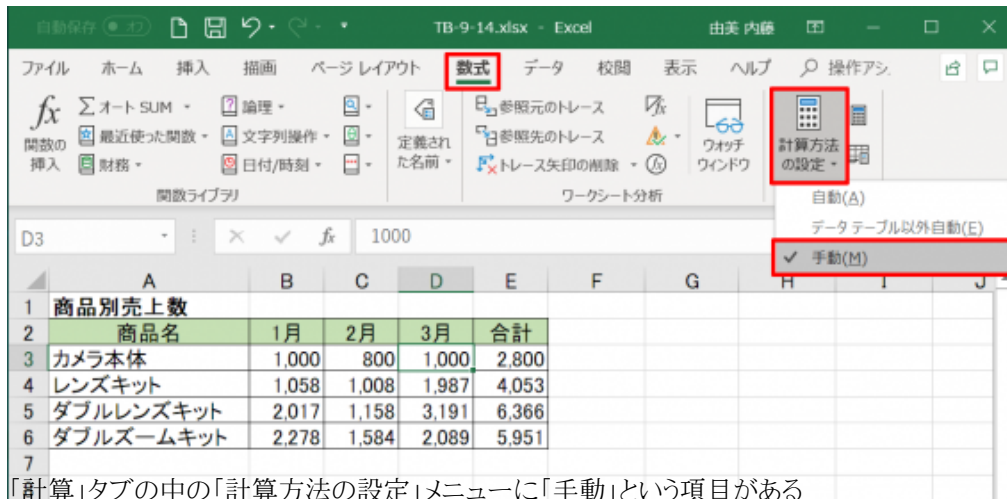 自動保存 オフ TB-9-14.xlsx - Excel 由美 内藤
ファイル ホーム 挿入 描画 ページ レイアウト 数式 データ 校閲 表示 ヘルプ 操作アシ
fx 関数の挿入
Σ オート SUM
最近使った関数
財務
論理
文字列操作
日付/時刻
定義された名前
参照元のトレース
参照先のトレース
トレース矢印の削除
fx
ウォッチ ウィンドウ
計算方法の設定
関数ライブラリ ワークシート分析
自動(A)
データ テーブル以外自動(E)
✓ 手動(M)
D3 fx 1000
A B C D E F G H I J
1 商品別売上数
2 商品名 1月 2月 3月 合計
3 カメラ本体 1,000 800 1,000 2,800
4 レンズキット 1,058 1,008 1,987 4,053
5 ダブルレンズキット 2,017 1,158 3,191 6,366
6 ダブルズームキット 2,278 1,584 2,089 5,951
7
「計算」タブの中の「計算方法の設定」メニューに「手動」という項目がある